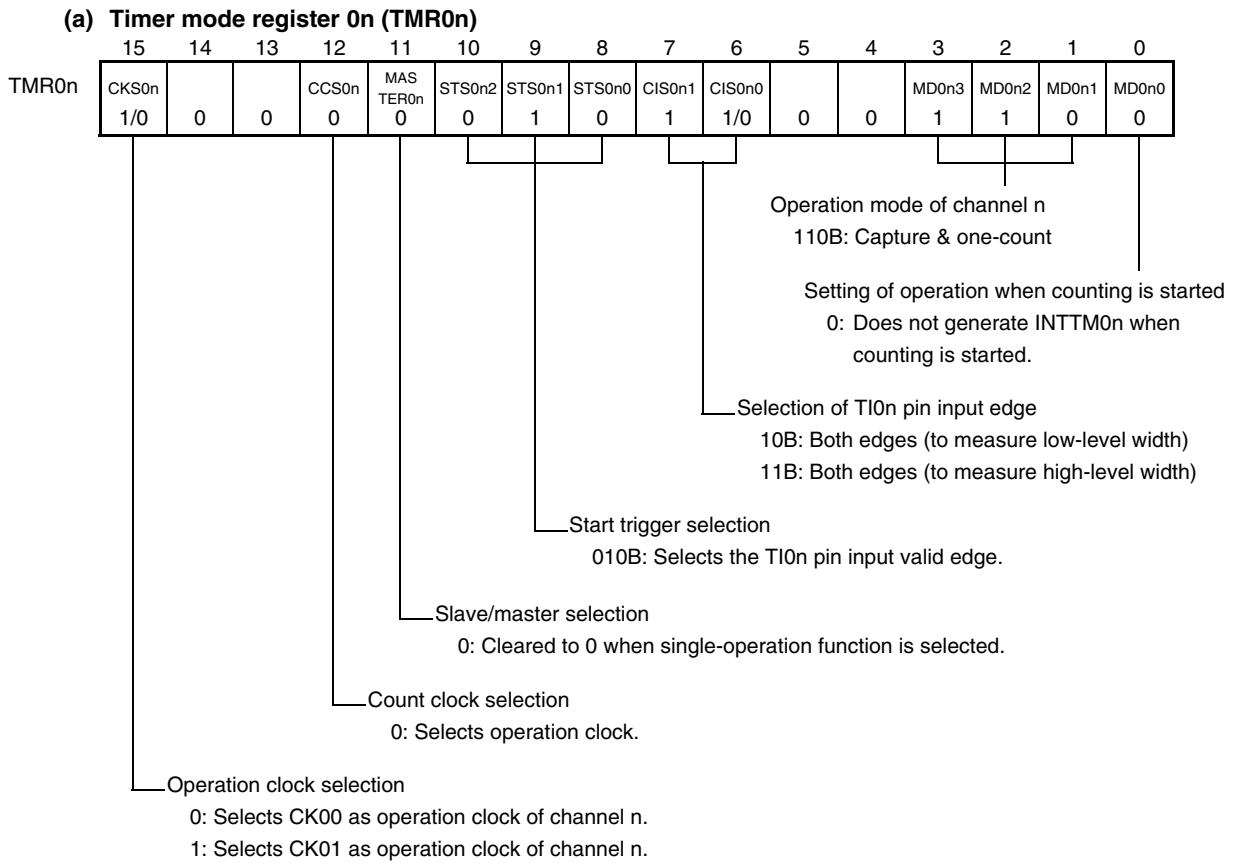 (a) Timer mode register 0n (TMR0n)
15 14 13 12 11 10 9 8 7 6 5 4 3 2 1 0
TMR0n
CKS0n CCS0n MAS TER0n STS0n2 STS0n1 STS0n0 CIS0n1 CIS0n0 MD0n3 MD0n2 MD0n1 MD0n0
1/0 0 0 0 0 0 1 0 1 1/0 0 0 1 1 0 0
Operation mode of channel n
110B: Capture & one-count
Setting of operation when counting is started
0: Does not generate INTTM0n when
counting is started.
Selection of TI0n pin input edge
10B: Both edges (to measure low-level width)
11B: Both edges (to measure high-level width)
Start trigger selection
010B: Selects the TI0n pin input valid edge.
Slave/master selection
0: Cleared to 0 when single-operation function is selected.
Count clock selection
0: Selects operation clock.
Operation clock selection
0: Selects CK00 as operation clock of channel n.
1: Selects CK01 as operation clock of channel n.